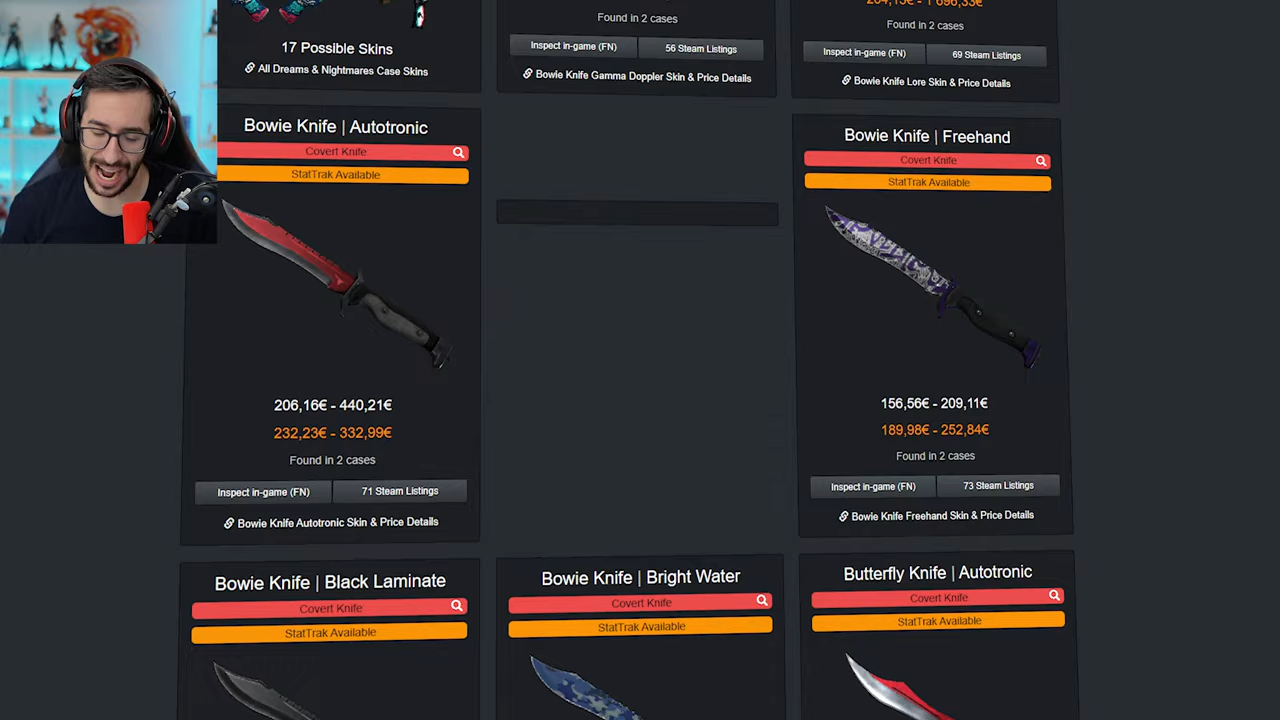 17 Possible Skins
All Dreams & Nightmares Case Skins
Found in 2 cases
Inspect in-game (FN)
56 Steam Listings
Bowie Knife Gamma Doppler Skin & Price Details
Found in 2 cases
Inspect in-game (FN)
69 Steam Listings
Bowie Knife Lore Skin & Price Details
Bowie Knife | Autotronic
Covert Knife
StatTrak Available
206,16€ - 440,21€
232,23€ - 332,99€
Found in 2 cases
Inspect in-game (FN)
71 Steam Listings
Bowie Knife Autotronic Skin & Price Details
Bowie Knife | Freehand
Covert Knife
StatTrak Available
156,56€ - 209,11€
189,98€ - 252,84€
Found in 2 cases
Inspect in-game (FN)
73 Steam Listings
Bowie Knife Freehand Skin & Price Details
Bowie Knife | Black Laminate
Covert Knife
StatTrak Available
Bowie Knife | Bright Water
Covert Knife
StatTrak Available
Butterfly Knife | Autotronic
Covert Knife
StatTrak Available